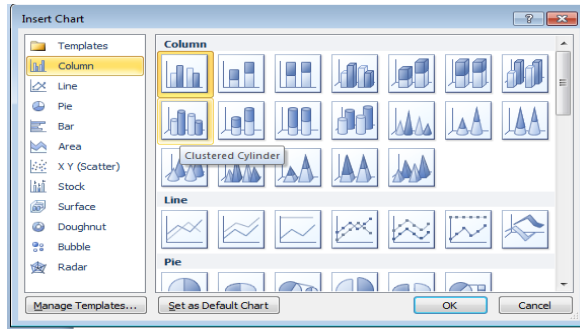 Insert Chart
Templates
Column
Line
Pie
Bar
Area
X Y (Scatter)
Stock
Surface
Doughnut
Bubble
Radar
Column
Clustered Cylinder
Line
Pie
Manage Templates...
Set as Default Chart
OK
Cancel